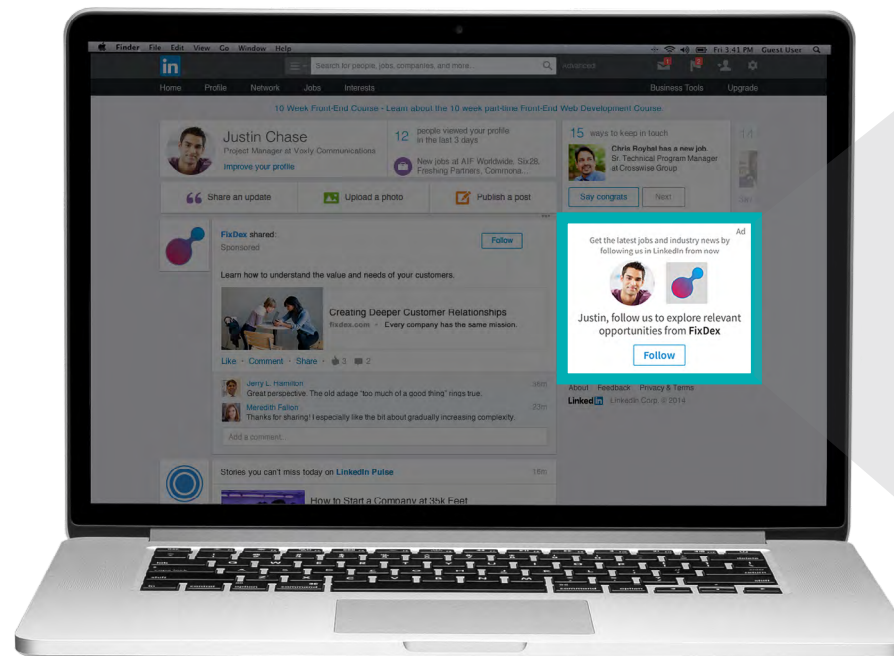 Finder File Edit View Go Window Help
Fri 3:41 PM Guest User
in
Search for people, jobs, companies, and more...
Advanced
Home Profile Network Jobs Interests
Business Tools Upgrade
10 Week Front-End Course - Learn about the 10 week part-time Front-End Web Development Course.
Justin Chase
Project Manager at Voxly Communications
Improve your profile
12 people viewed your profile
in the last 3 days
New jobs at AIF Worldwide, Six28,
Freshing Partners, Commona...
15 ways to keep in touch
Chris Royhal has a new job.
Sr. Technical Program Manager
at Crosswise Group
Say congrats Next
Share an update
Upload a photo
Publish a post
FixDex shared:
Sponsored
Follow
Learn how to understand the value and needs of your customers.
Creating Deeper Customer Relationships
fixdex.com · Every company has the same mission.
Like · Comment · Share · 3 2
Jerry L. Hamilton
Great perspective. The old adage "too much of a good thing" rings true.
Meredith Fallon
Thanks for sharing! I especially like the bit about gradually increasing complexity.
Add a comment...
Stories you can't miss today on LinkedIn Pulse
How to Start a Company at 35k Feet
Ad
Get the latest jobs and industry news by
following us in LinkedIn from now
Justin, follow us to explore relevant
opportunities from FixDex
Follow
About Feedback Privacy & Terms
LinkedIn LinkedIn Corp. © 2014